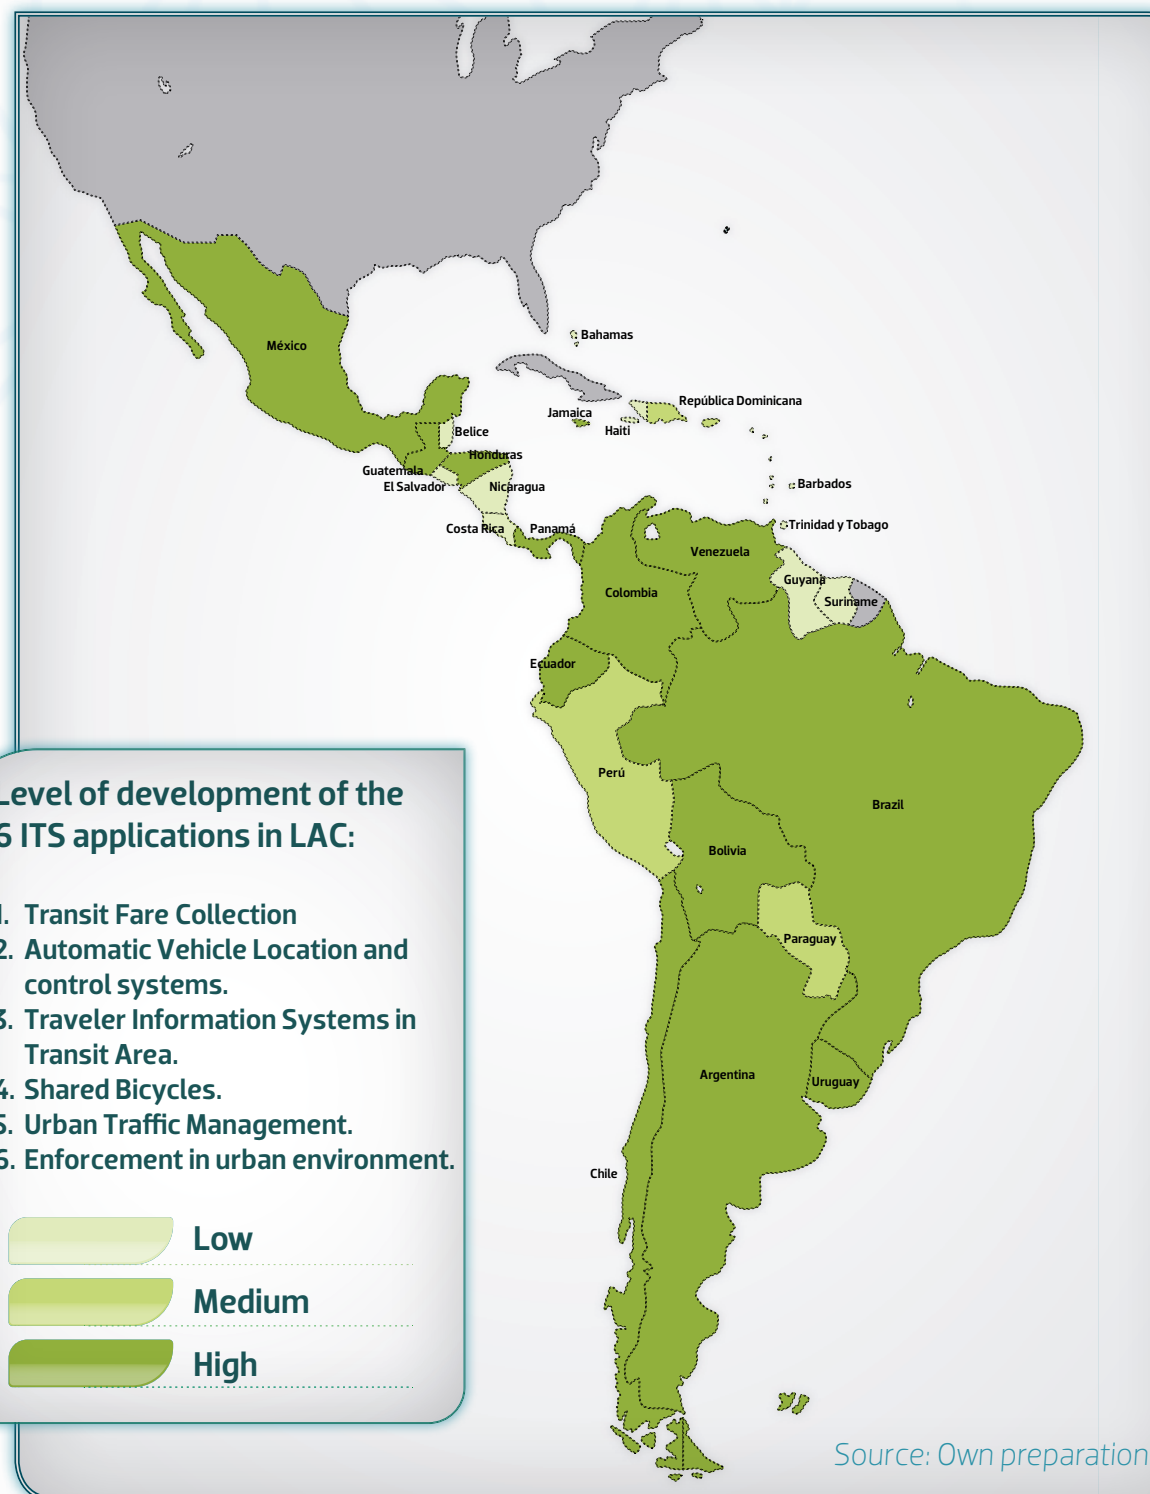 Bahamas
México
República Dominicana
Jamaica
Haiti
Belice
Honduras
Guatemala
El Salvador
Nicaragua
Barbados
Costa Rica
Panamá
Trinidad y Tobago
Venezuela
Guyana
Colombia
Suriname
Ecuador
Perú
Brazil
Bolivia
Paraguay
Argentina
Uruguay
Chile
Level of development of the
6 ITS applications in LAC:
1. Transit Fare Collection
2. Automatic Vehicle Location and
control systems.
3. Traveler Information Systems in
Transit Area.
4. Shared Bicycles.
5. Urban Traffic Management.
6. Enforcement in urban environment.
Low
Medium
High
Source: Own preparation